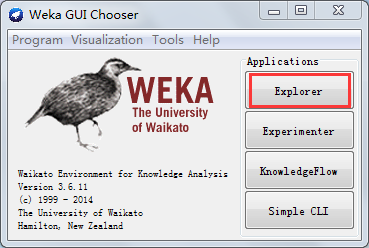 Weka GUI Chooser
Program Visualization Tools Help
Applications
WEKA
The University
of Waikato
Explorer
Experimenter
KnowledgeFlow
Simple CLI
Waikato Environment for Knowledge Analysis
Version 3.6.11
(c) 1999 - 2014
The University of Waikato
Hamilton, New Zealand